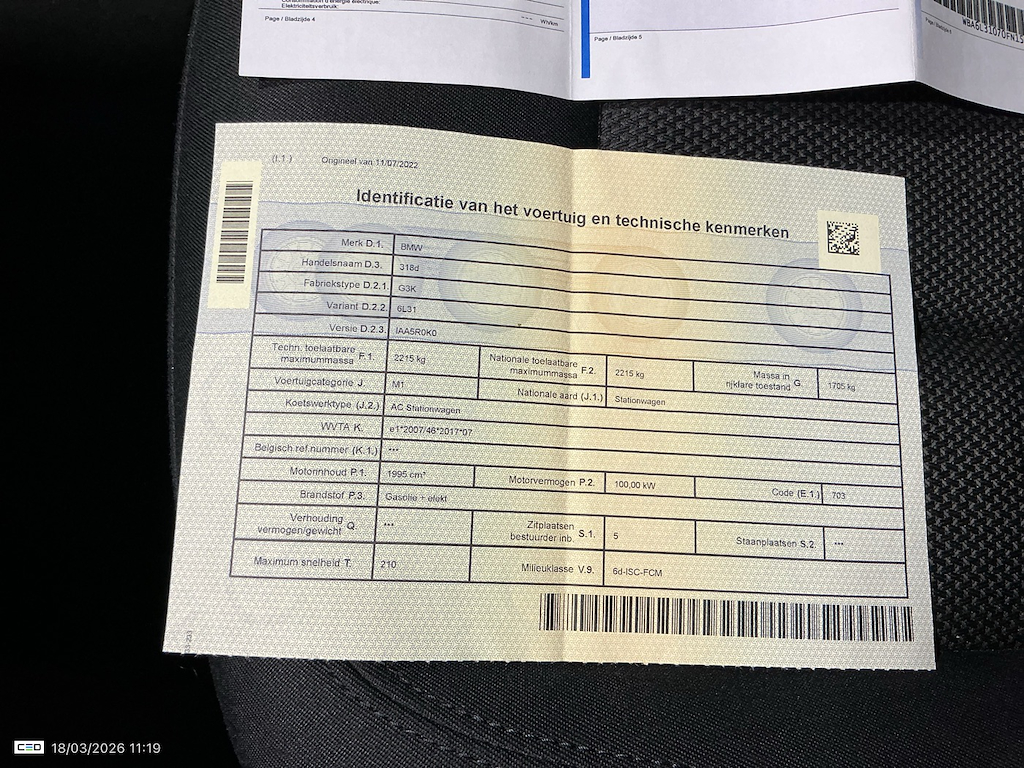 Elektriciteitsverbruik:
Page / Bladzijde 4
--- Wh/km
Page / Bladzijde 5
(I.1 ) Origineel van 11/07/2022
Identificatie van het voertuig en technische kenmerken
Merk D.1. BMW
Handelsnaam D.3. 318d
Fabriekstype D.2.1. G3K
Variant D.2.2. 6L31
Versie D.2.3. IAA5R0K0
Techn. toelaatbare maximummassa F.1. 2215 kg Nationale toelaatbare maximummassa F.2. 2215 kg Massa in rijklare toestand G. 1705 kg
Voertuigcategorie J. M1 Nationale aard (J.1.) Stationwagen
Koetswerktype (J.2.) AC Stationwagen
WVTA K. e1*2007/46*2017*07
Belgisch ref.nummer (K.1.) ***
Motorinhoud P.1. 1995 cm³ Motorvermogen P.2. 100,00 kW Code (E.1.) 703
Brandstof P.3. Gasolie + elekt
Verhouding vermogen/gewicht Q. *** Zitplaatsen bestuurder inb. S.1. 5 Staanplaatsen S.2. ***
Maximum snelheid T. 210 Milieuklasse V.9. 6d-ISC-FCM
CEO 18/03/2026 11:19